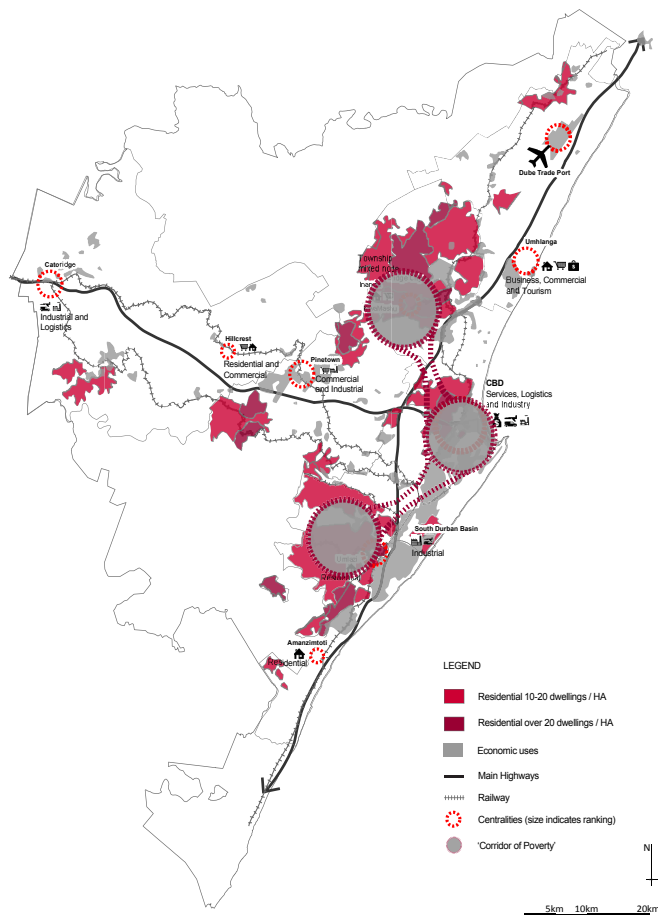 Dube Trade Port
Umhlanga
Business, Commercial
and Tourism
Township
mixed node
Catoridge
Industrial and
Logistics
Hillcrest
Residential and
Commercial
Pinetown
Commercial
and Industrial
CBD
Services, Logistics
and Industry
South Durban Basin
Industrial
Amanzimtoti
Residential
LEGEND
Residential 10-20 dwellings / HA
Residential over 20 dwellings / HA
Economic uses
Main Highways
Railway
Centralities (size indicates ranking)
'Corridor of Poverty'
N
5km 10km 20km